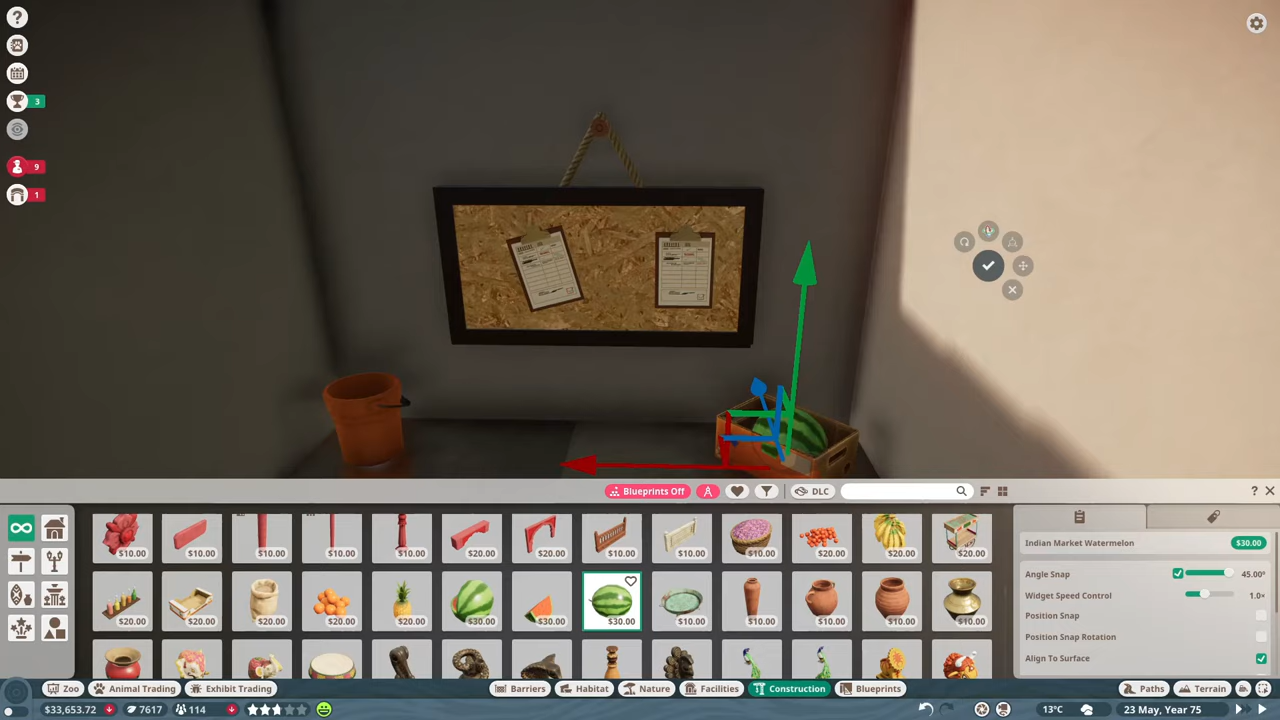 ?
3
9
1
Blueprints Off
DLC
? ×
$10.00 $10.00 $10.00 $10.00 $10.00 $20.00 $20.00 $10.00 $10.00 $10.00 $20.00 $20.00 $20.00
$20.00 $20.00 $20.00 $20.00 $20.00 $30.00 $30.00 $30.00 $10.00 $10.00 $10.00 $10.00 $10.00
Indian Market Watermelon $30.00
Angle Snap 45.00°
Widget Speed Control 1.0×
Position Snap
Position Snap Rotation
Align To Surface
Zoo Animal Trading Exhibit Trading Barriers Habitat Nature Facilities Construction Blueprints Paths Terrain
$33,653.72 7617 114 13°C 23 May, Year 75